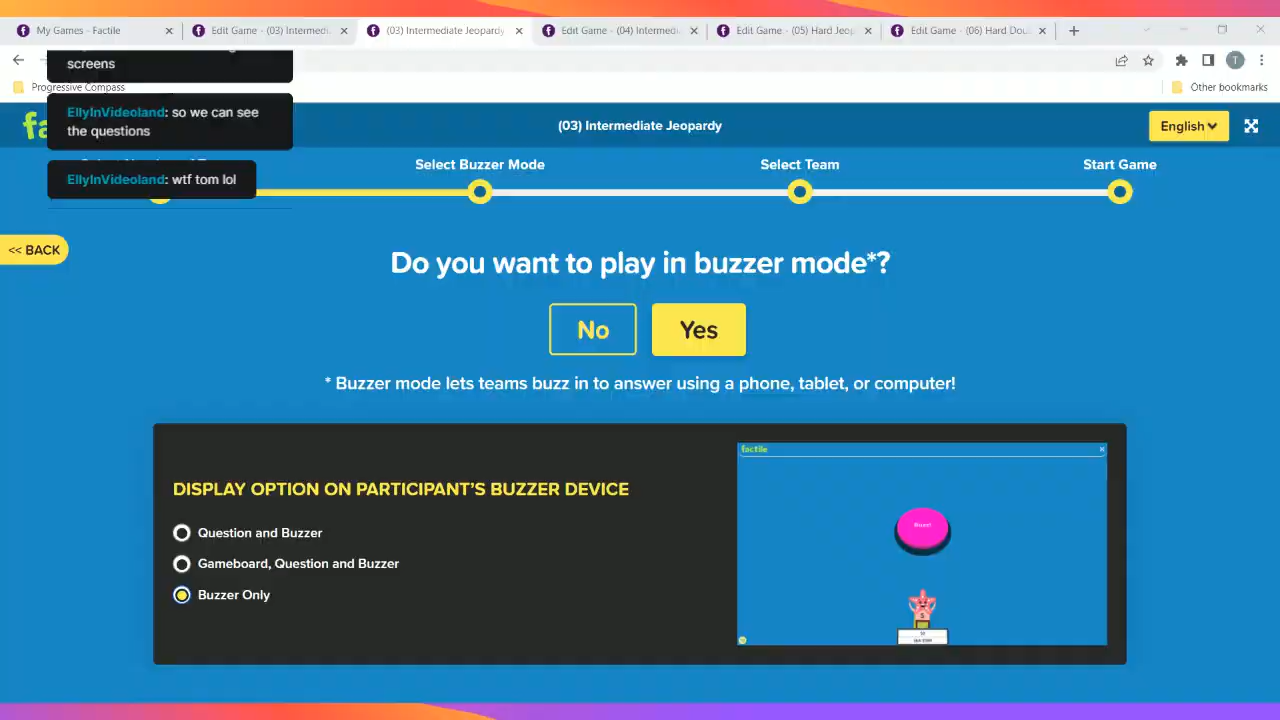 My Games - Factile
Edit Game - (03) Intermedi
(03) Intermediate Jeopardy
Edit Game - (04) Intermedi
Edit Game - (05) Hard Jeop
Edit Game - (06) Hard Dou
T
screens
Progressive Compass
Other bookmarks
EllyInVideoland: so we can see
the questions
fac
(03) Intermediate Jeopardy
English
EllyInVideoland: wtf tom lol
Select Buzzer Mode
Select Team
Start Game
<< BACK
Do you want to play in buzzer mode*?
No
Yes
* Buzzer mode lets teams buzz in to answer using a phone, tablet, or computer!
DISPLAY OPTION ON PARTICIPANT'S BUZZER DEVICE
Question and Buzzer
Gameboard, Question and Buzzer
Buzzer Only
factile
Buzz!